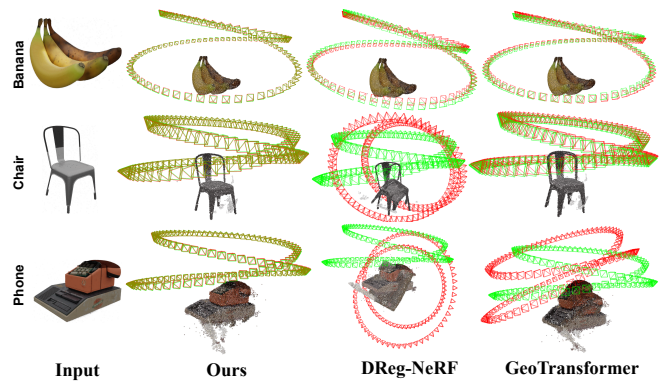 Banana
Chair
Phone
Input
Ours
DReg-NeRF
GeoTransformer